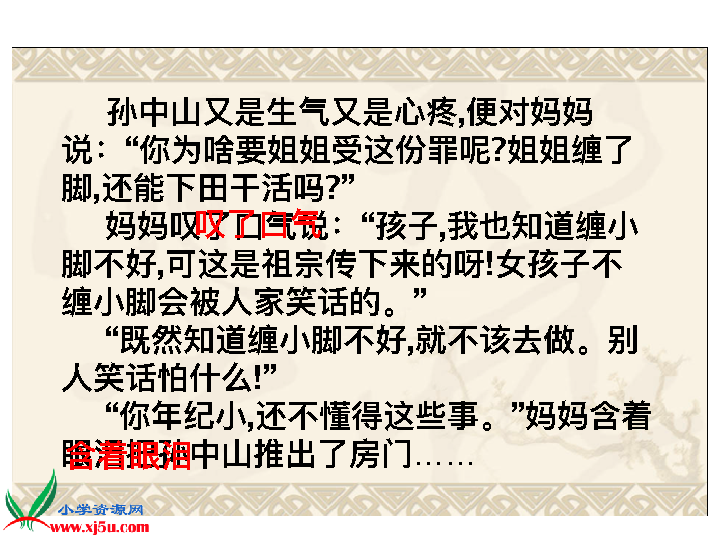 孙中山又是生气又是心疼,便对妈妈
说：“你为啥要姐姐受这份罪呢?姐姐缠了
脚,还能下田干活吗?”
妈妈叹了口气说：“孩子,我也知道缠小
叹了口气
脚不好,可这是祖宗传下来的呀!女孩子不
缠小脚会被人家笑话的。”
“既然知道缠小脚不好,就不该去做。别
人笑话怕什么!”
“你年纪小,还不懂得这些事。”妈妈含着
眼泪把孙中山推出了房门……
含着眼泪
小学资源网
www.xj5u.com